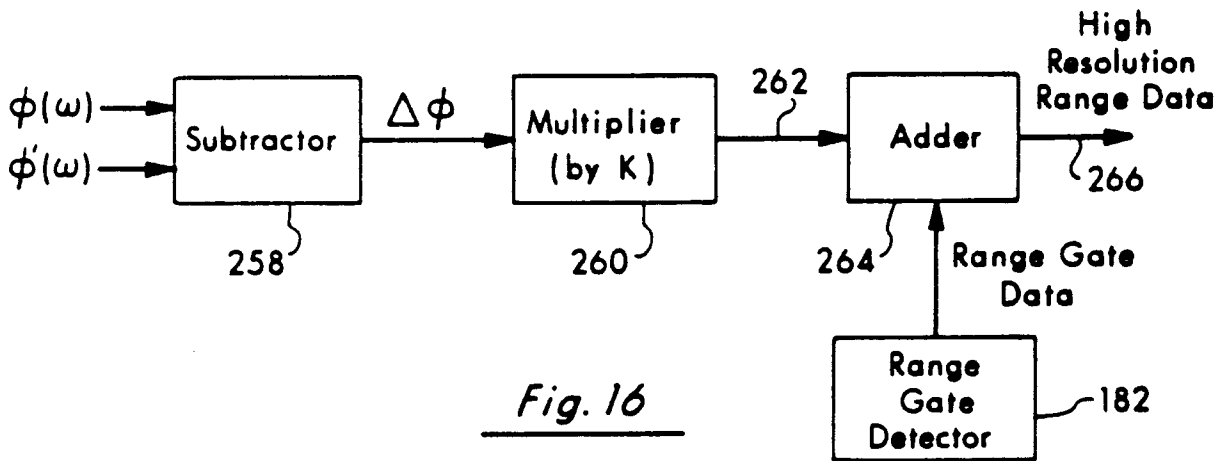 High
Resolution
Range Data
262
ϕ(ω)
ϕ'(ω)
Subtractor
Δϕ
Multiplier
(by K)
Adder
266
258
260
264
Range Gate
Data
Range
Gate
Detector
182
Fig. 16